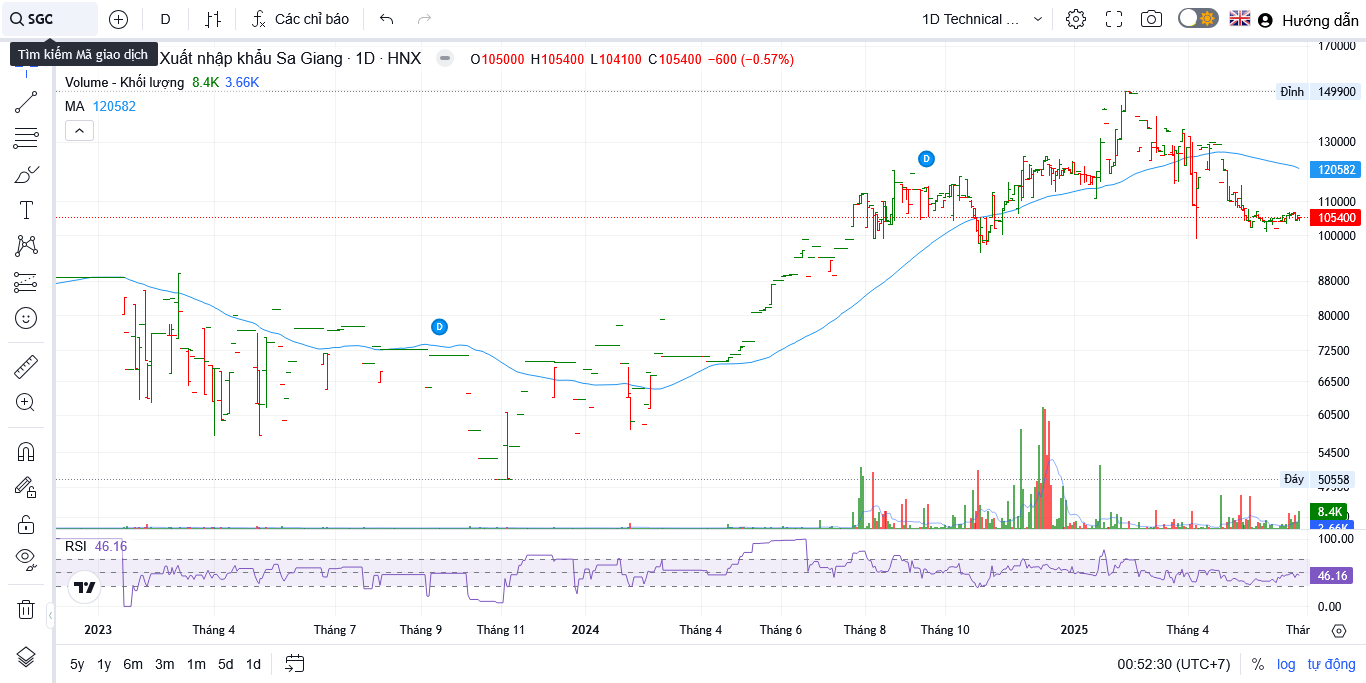 SGC
D
Các chỉ báo
1D Technical ...
Hướng dẫn
Tìm kiếm Mã giao dịch
Xuất nhập khẩu Sa Giang · 1D · HNX
O105000 H105400 L104100 C105400 −600 (−0.57%)
Volume - Khối lượng 8.4K 3.66K
MA 120582
170000
Đỉnh 149900
130000
120582
110000
105400
100000
88000
80000
72500
66500
60500
54500
Đáy 50558
8.4K
3.66K
D
D
RSI 46.16
100.00
46.16
0.00
2023 Tháng 4 Tháng 7 Tháng 9 Tháng 11 2024 Tháng 4 Tháng 6 Tháng 8 Tháng 10 2025 Tháng 4 Thár
5y 1y 6m 3m 1m 5d 1d
00:52:30 (UTC+7) % log tự động